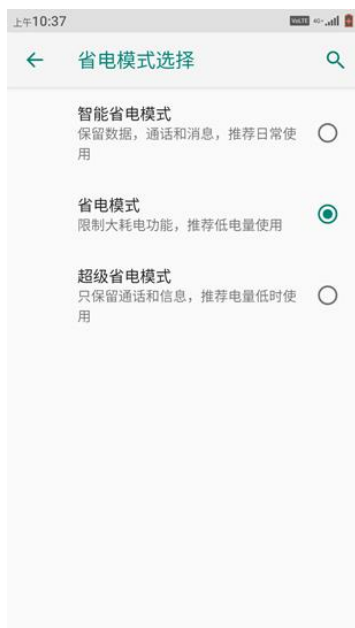 上午10:37
VoLTE 4G+
省电模式选择
智能省电模式
保留数据，通话和消息，推荐日常使
用
省电模式
限制大耗电功能，推荐低电量使用
超级省电模式
只保留通话和信息，推荐电量低时使
用